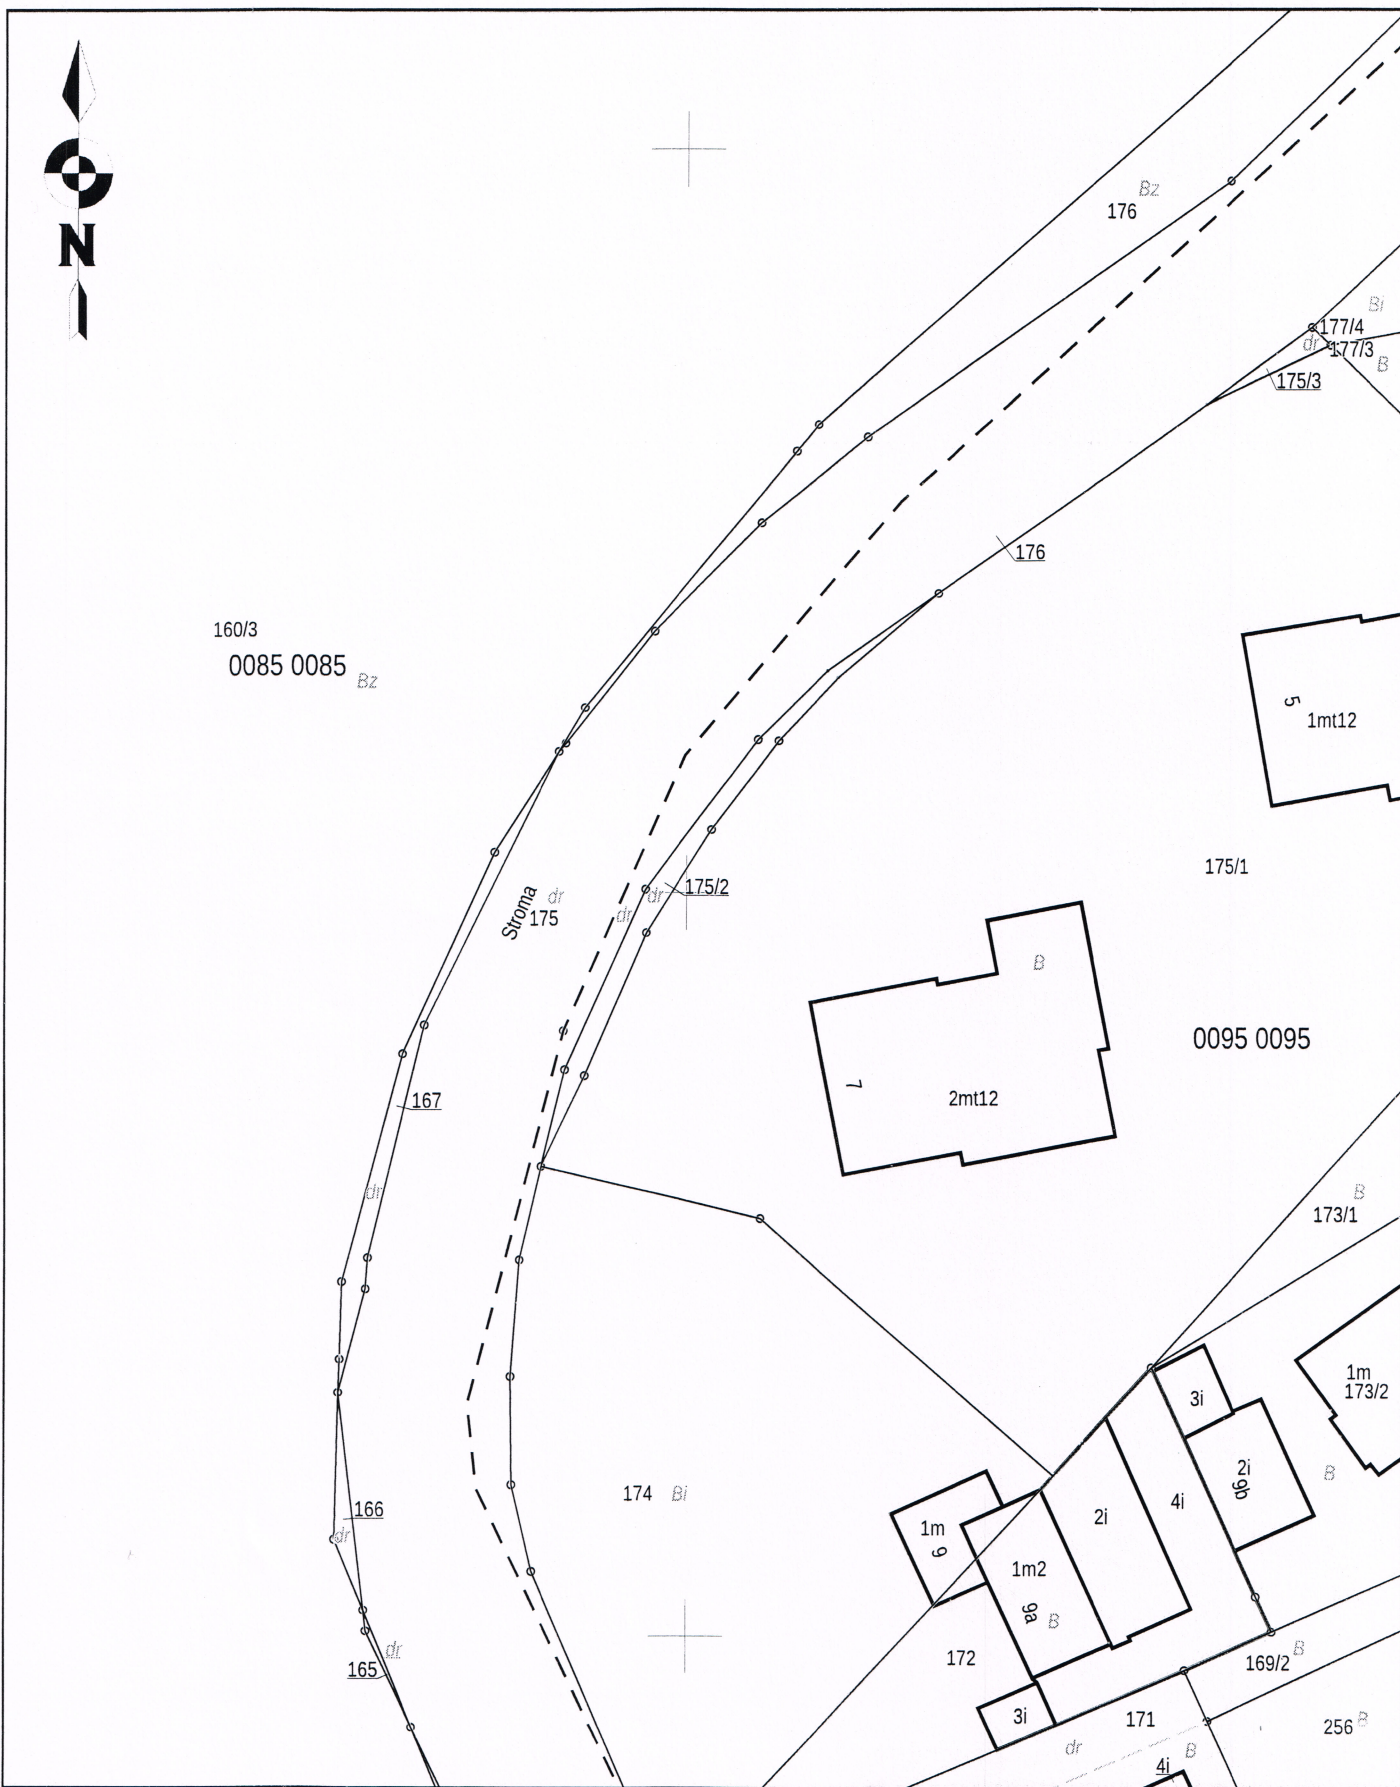 N
Bz
176
Bi
177/4
dr
177/3
B
175/3
176
160/3
0085 0085
Bz
5
1mt12
175/1
175/2
dr
dr
dr
Stroma
175
B
0095 0095
7
2mt12
167
dr
B
173/1
1m
173/2
3i
2i
9b
B
4i
2i
174 Bi
166
dr
1m
9
1m2
9a
B
dr
165
172
169/2
B
3i
171
256 B
dr
B
4i